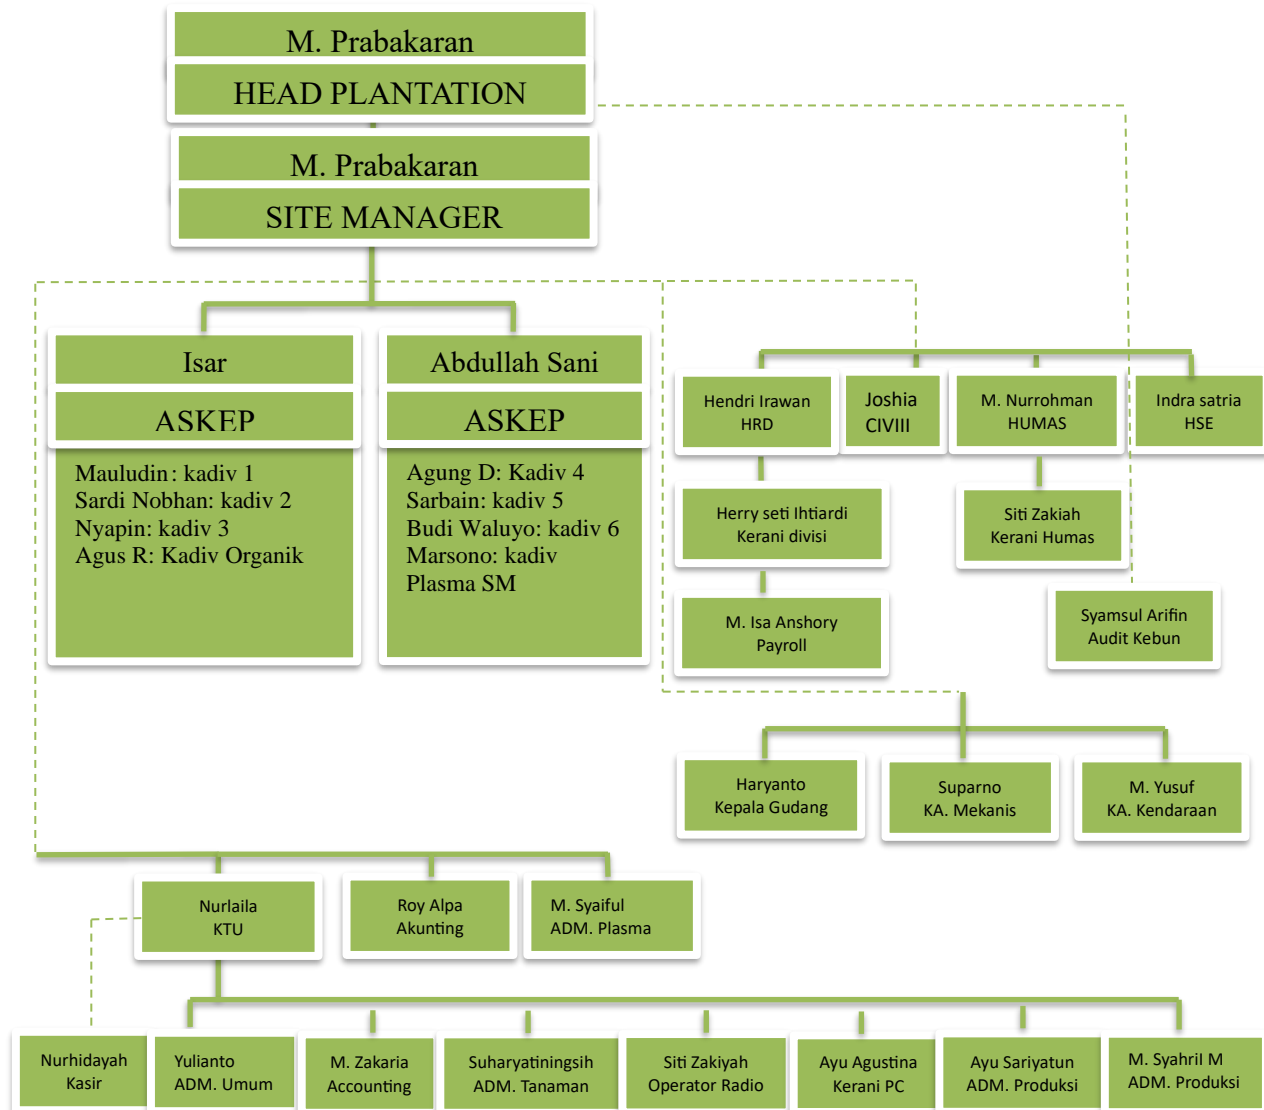 M. Prabakaran
HEAD PLANTATION
M. Prabakaran
SITE MANAGER
Isar
ASKEP
Mauludin: kadiv 1
Sardi Nobhan: kadiv 2
Nyapin: kadiv 3
Agus R: Kadiv Organik
Abdullah Sani
ASKEP
Agung D: Kadiv 4
Sarbain: kadiv 5
Budi Waluyo: kadiv 6
Marsono: kadiv
Plasma SM
Hendri Irawan
HRD
Joshia
CIVIII
M. Nurrohman
HUMAS
Indra satria
HSE
Herry seti Ihtiardi
Kerani divisi
Siti Zakiah
Kerani Humas
M. Isa Anshory
Payroll
Syamsul Arifin
Audit Kebun
Haryanto
Kepala Gudang
Suparno
KA. Mekanis
M. Yusuf
KA. Kendaraan
Nurlaila
KTU
Roy Alpa
Akunting
M. Syaiful
ADM. Plasma
Nurhidayah
Kasir
Yulianto
ADM. Umum
M. Zakaria
Accounting
Suharyatiningsih
ADM. Tanaman
Siti Zakiyah
Operator Radio
Ayu Agustina
Kerani PC
Ayu Sariyatun
ADM. Produksi
M. Syahril M
ADM. Produksi